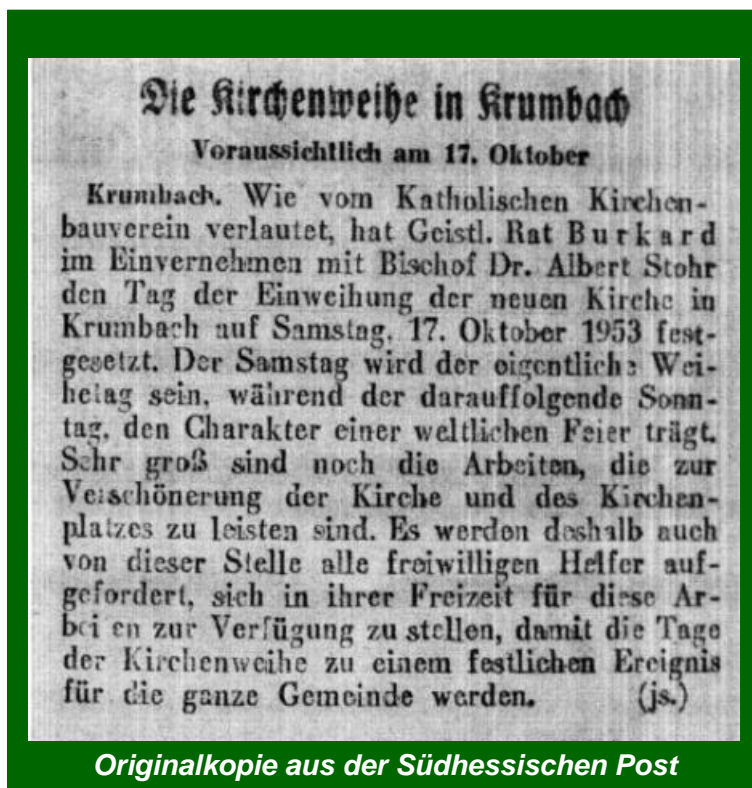 Die Kirchenweihe in Krumbach
Voraussichtlich am 17. Oktober
Krumbach. Wie vom Katholischen Kirchen-
bauverein verlautet, hat Geistl. Rat Burkard
im Einvernehmen mit Bischof Dr. Albert Stohr
den Tag der Einweihung der neuen Kirche in
Krumbach auf Samstag, 17. Oktober 1953 fest-
gesetzt. Der Samstag wird der eigentliche Wei-
hetag sein, während der darauffolgende Sonn-
tag, den Charakter einer weltlichen Feier trägt.
Sehr groß sind noch die Arbeiten, die zur
Verschönerung der Kirche und des Kirchen-
platzes zu leisten sind. Es werden deshalb auch
von dieser Stelle alle freiwilligen Helfer auf-
gefordert, sich in ihrer Freizeit für diese Ar-
bei en zur Verfügung zu stellen, damit die Tage
der Kirchenweihe zu einem festlichen Ereignis
für die ganze Gemeinde werden. (js.)
Originalkopie aus der Südhessischen Post